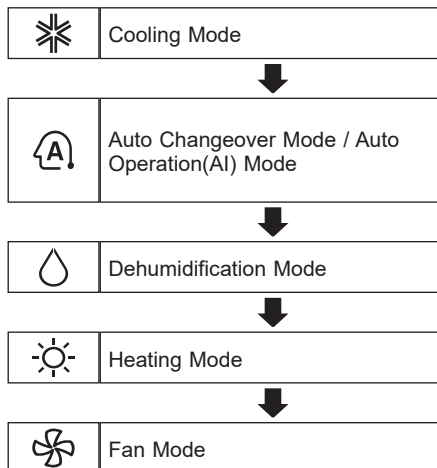 Cooling Mode
A
Auto Changeover Mode / Auto
Operation(AI) Mode
Dehumidification Mode
Heating Mode
Fan Mode